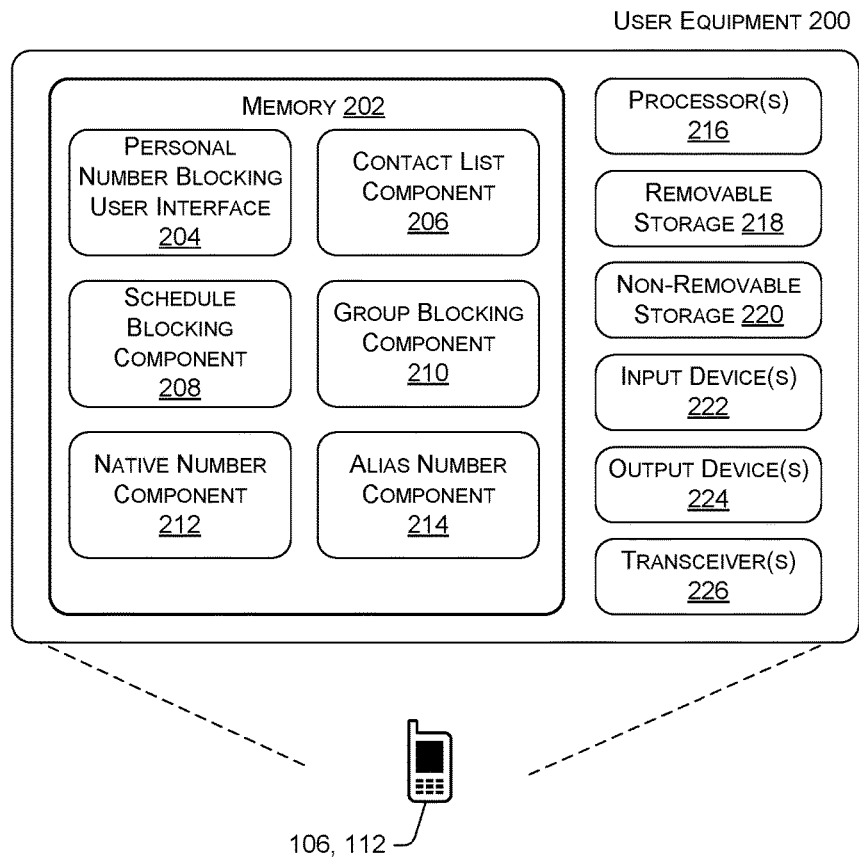 USER EQUIPMENT 200
MEMORY 202
PERSONAL
NUMBER BLOCKING
USER INTERFACE
204
CONTACT LIST
COMPONENT
206
SCHEDULE
BLOCKING
COMPONENT
208
GROUP BLOCKING
COMPONENT
210
NATIVE NUMBER
COMPONENT
212
ALIAS NUMBER
COMPONENT
214
PROCESSOR(S)
216
REMOVABLE
STORAGE 218
NON-REMOVABLE
STORAGE 220
INPUT DEVICE(S)
222
OUTPUT DEVICE(S)
224
TRANSCEIVER(S)
226
106, 112